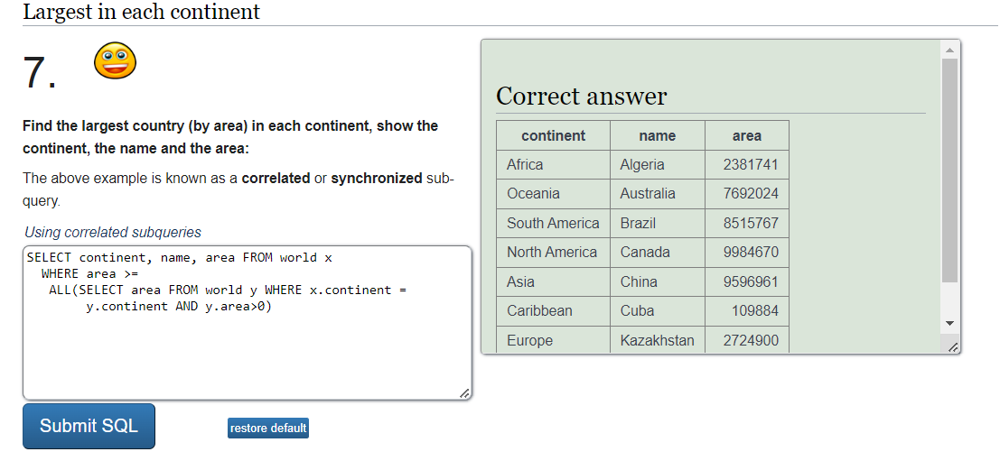 Largest in each continent
7.
Find the largest country (by area) in each continent, show the
continent, the name and the area:
The above example is known as a correlated or synchronized sub-
query.
Using correlated subqueries
SELECT continent, name, area FROM world x
WHERE area >=
ALL(SELECT area FROM world y WHERE x.continent =
y.continent AND y.area>0)
Submit SQL
restore default
Correct answer
continent name area
Africa Algeria 2381741
Oceania Australia 7692024
South America Brazil 8515767
North America Canada 9984670
Asia China 9596961
Caribbean Cuba 109884
Europe Kazakhstan 2724900